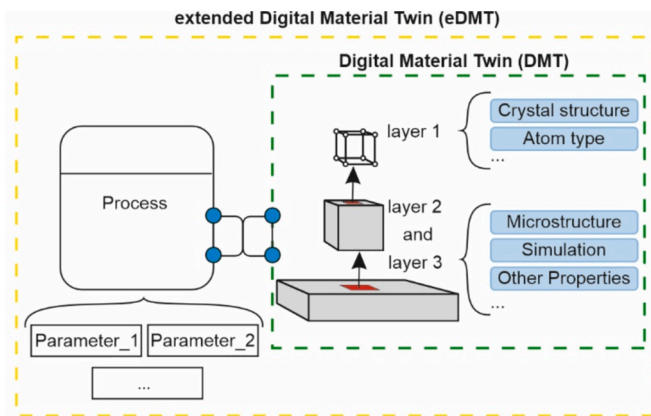 extended Digital Material Twin (eDMT)
Digital Material Twin (DMT)
Process
Parameter_1
Parameter_2
...
layer 1
Crystal structure
Atom type
...
layer 2
and
layer 3
Microstructure
Simulation
Other Properties
...